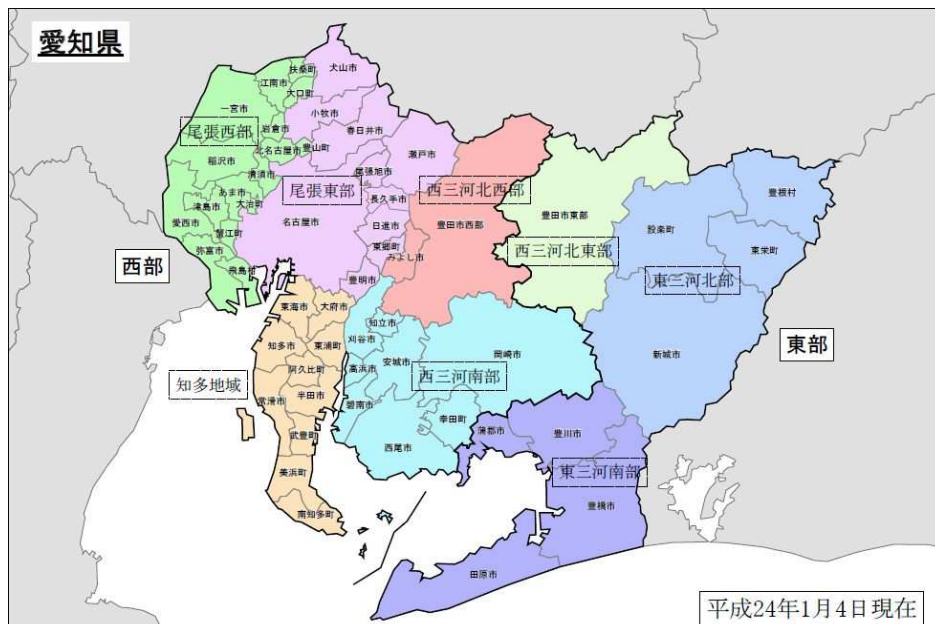 愛知県
扶桑町
犬山市
江南市
大口町
一宮市
小牧市
尾張西部
岩倉市
春日井市
北名古屋市
豊山町
瀬戸市
稲沢市
清須市
尾張旭市
西三河北西部
尾張東部
あま市
津島市
大治町
長久手市
豊根村
愛西市
名古屋市
日進市
豊田市西部
豊田市東部
設楽町
蟹江町
東郷町
みよし市
西三河北東部
東栄町
弥富市
西部
飛島村
豊明市
東三河北部
東海市
大府市
知立市
知多市
東浦町
刈谷市
岡崎市
新城市
東部
安城市
阿久比町
高浜市
西三河南部
知多地域
常滑市
半田市
碧南市
幸田町
武豊町
蒲郡市
豊川市
西尾市
美浜町
東三河南部
南知多町
豊橋市
田原市
平成24年1月4日現在